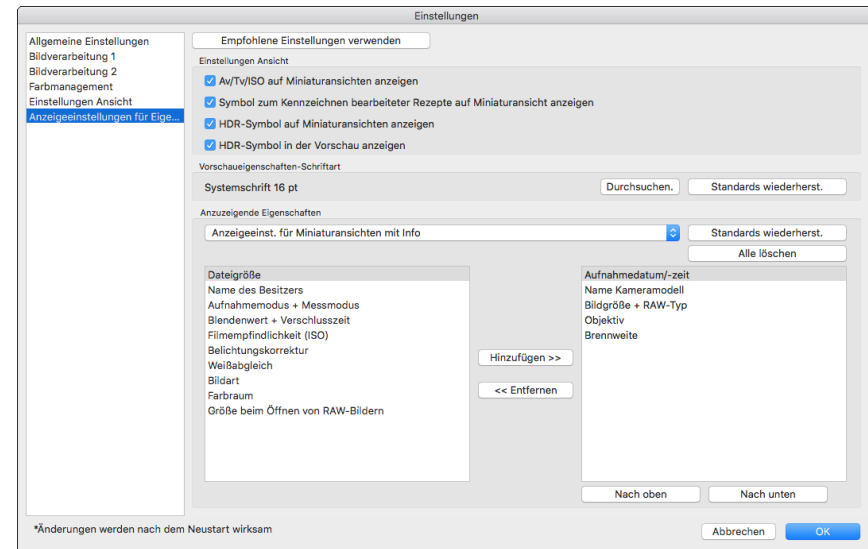 Einstellungen
Allgemeine Einstellungen
Bildverarbeitung 1
Bildverarbeitung 2
Farbmanagement
Einstellungen Ansicht
Anzeigeeinstellungen für Eige...
Empfohlene Einstellungen verwenden
Einstellungen Ansicht
Av/Tv/ISO auf Miniaturansichten anzeigen
Symbol zum Kennzeichnen bearbeiteter Rezepte auf Miniaturansicht anzeigen
HDR-Symbol auf Miniaturansichten anzeigen
HDR-Symbol in der Vorschau anzeigen
Vorschaueigenschaften-Schriftart
Systemschrift 16 pt
Durchsuchen.
Standards wiederherst.
Anzuzeigende Eigenschaften
Anzeigeeinst. für Miniaturansichten mit Info
Standards wiederherst.
Alle löschen
Dateigröße
Name des Besitzers
Aufnahmemodus + Messmodus
Blendenwert + Verschlusszeit
Filmempfindlichkeit (ISO)
Belichtungskorrektur
Weißabgleich
Bildart
Farbraum
Größe beim Öffnen von RAW-Bildern
Hinzufügen >>
<< Entfernen
Aufnahmedatum/-zeit
Name Kameramodell
Bildgröße + RAW-Typ
Objektiv
Brennweite
Nach oben
Nach unten
*Änderungen werden nach dem Neustart wirksam
Abbrechen
OK